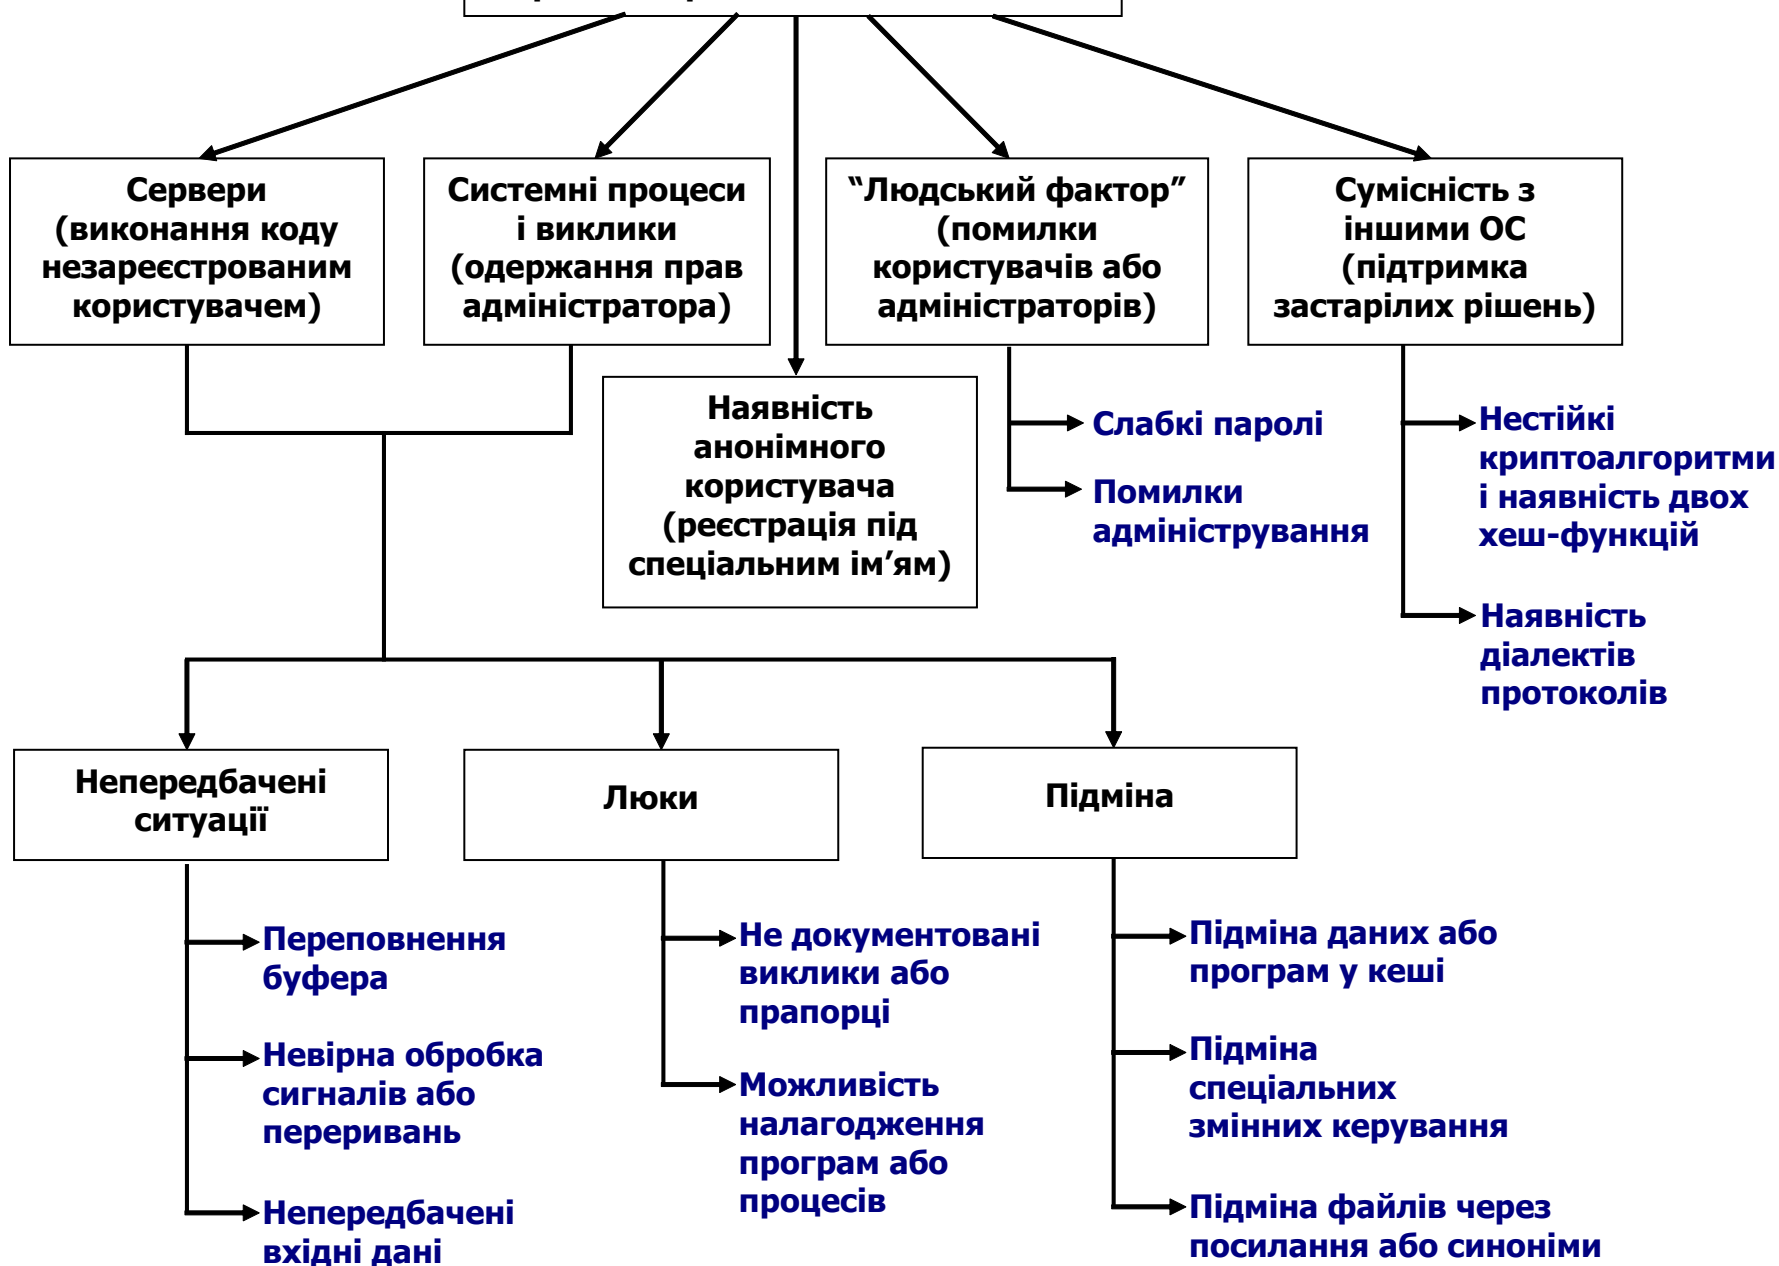 Сервери
(виконання коду
незареєстрованим
користувачем)
Системні процеси
і виклики
(одержання прав
адміністратора)
“Людський фактор”
(помилки
користувачів або
адміністраторів)
Сумісність з
іншими ОС
(підтримка
застарілих рішень)
Наявність
анонімного
користувача
(реєстрація під
спеціальним ім’ям)
Слабкі паролі
Помилки
адміністрування
Нестійкі
криптоалгоритми
і наявність двох
хеш-функцій
Наявність
діалектів
протоколів
Непередбачені
ситуації
Люки
Підміна
Переповнення
буфера
Невірна обробка
сигналів або
переривань
Непередбачені
вхідні дані
Не документовані
виклики або
прапорці
Можливість
налагодження
програм або
процесів
Підміна даних або
програм у кеші
Підміна
спеціальних
змінних керування
Підміна файлів через
посилання або синоніми